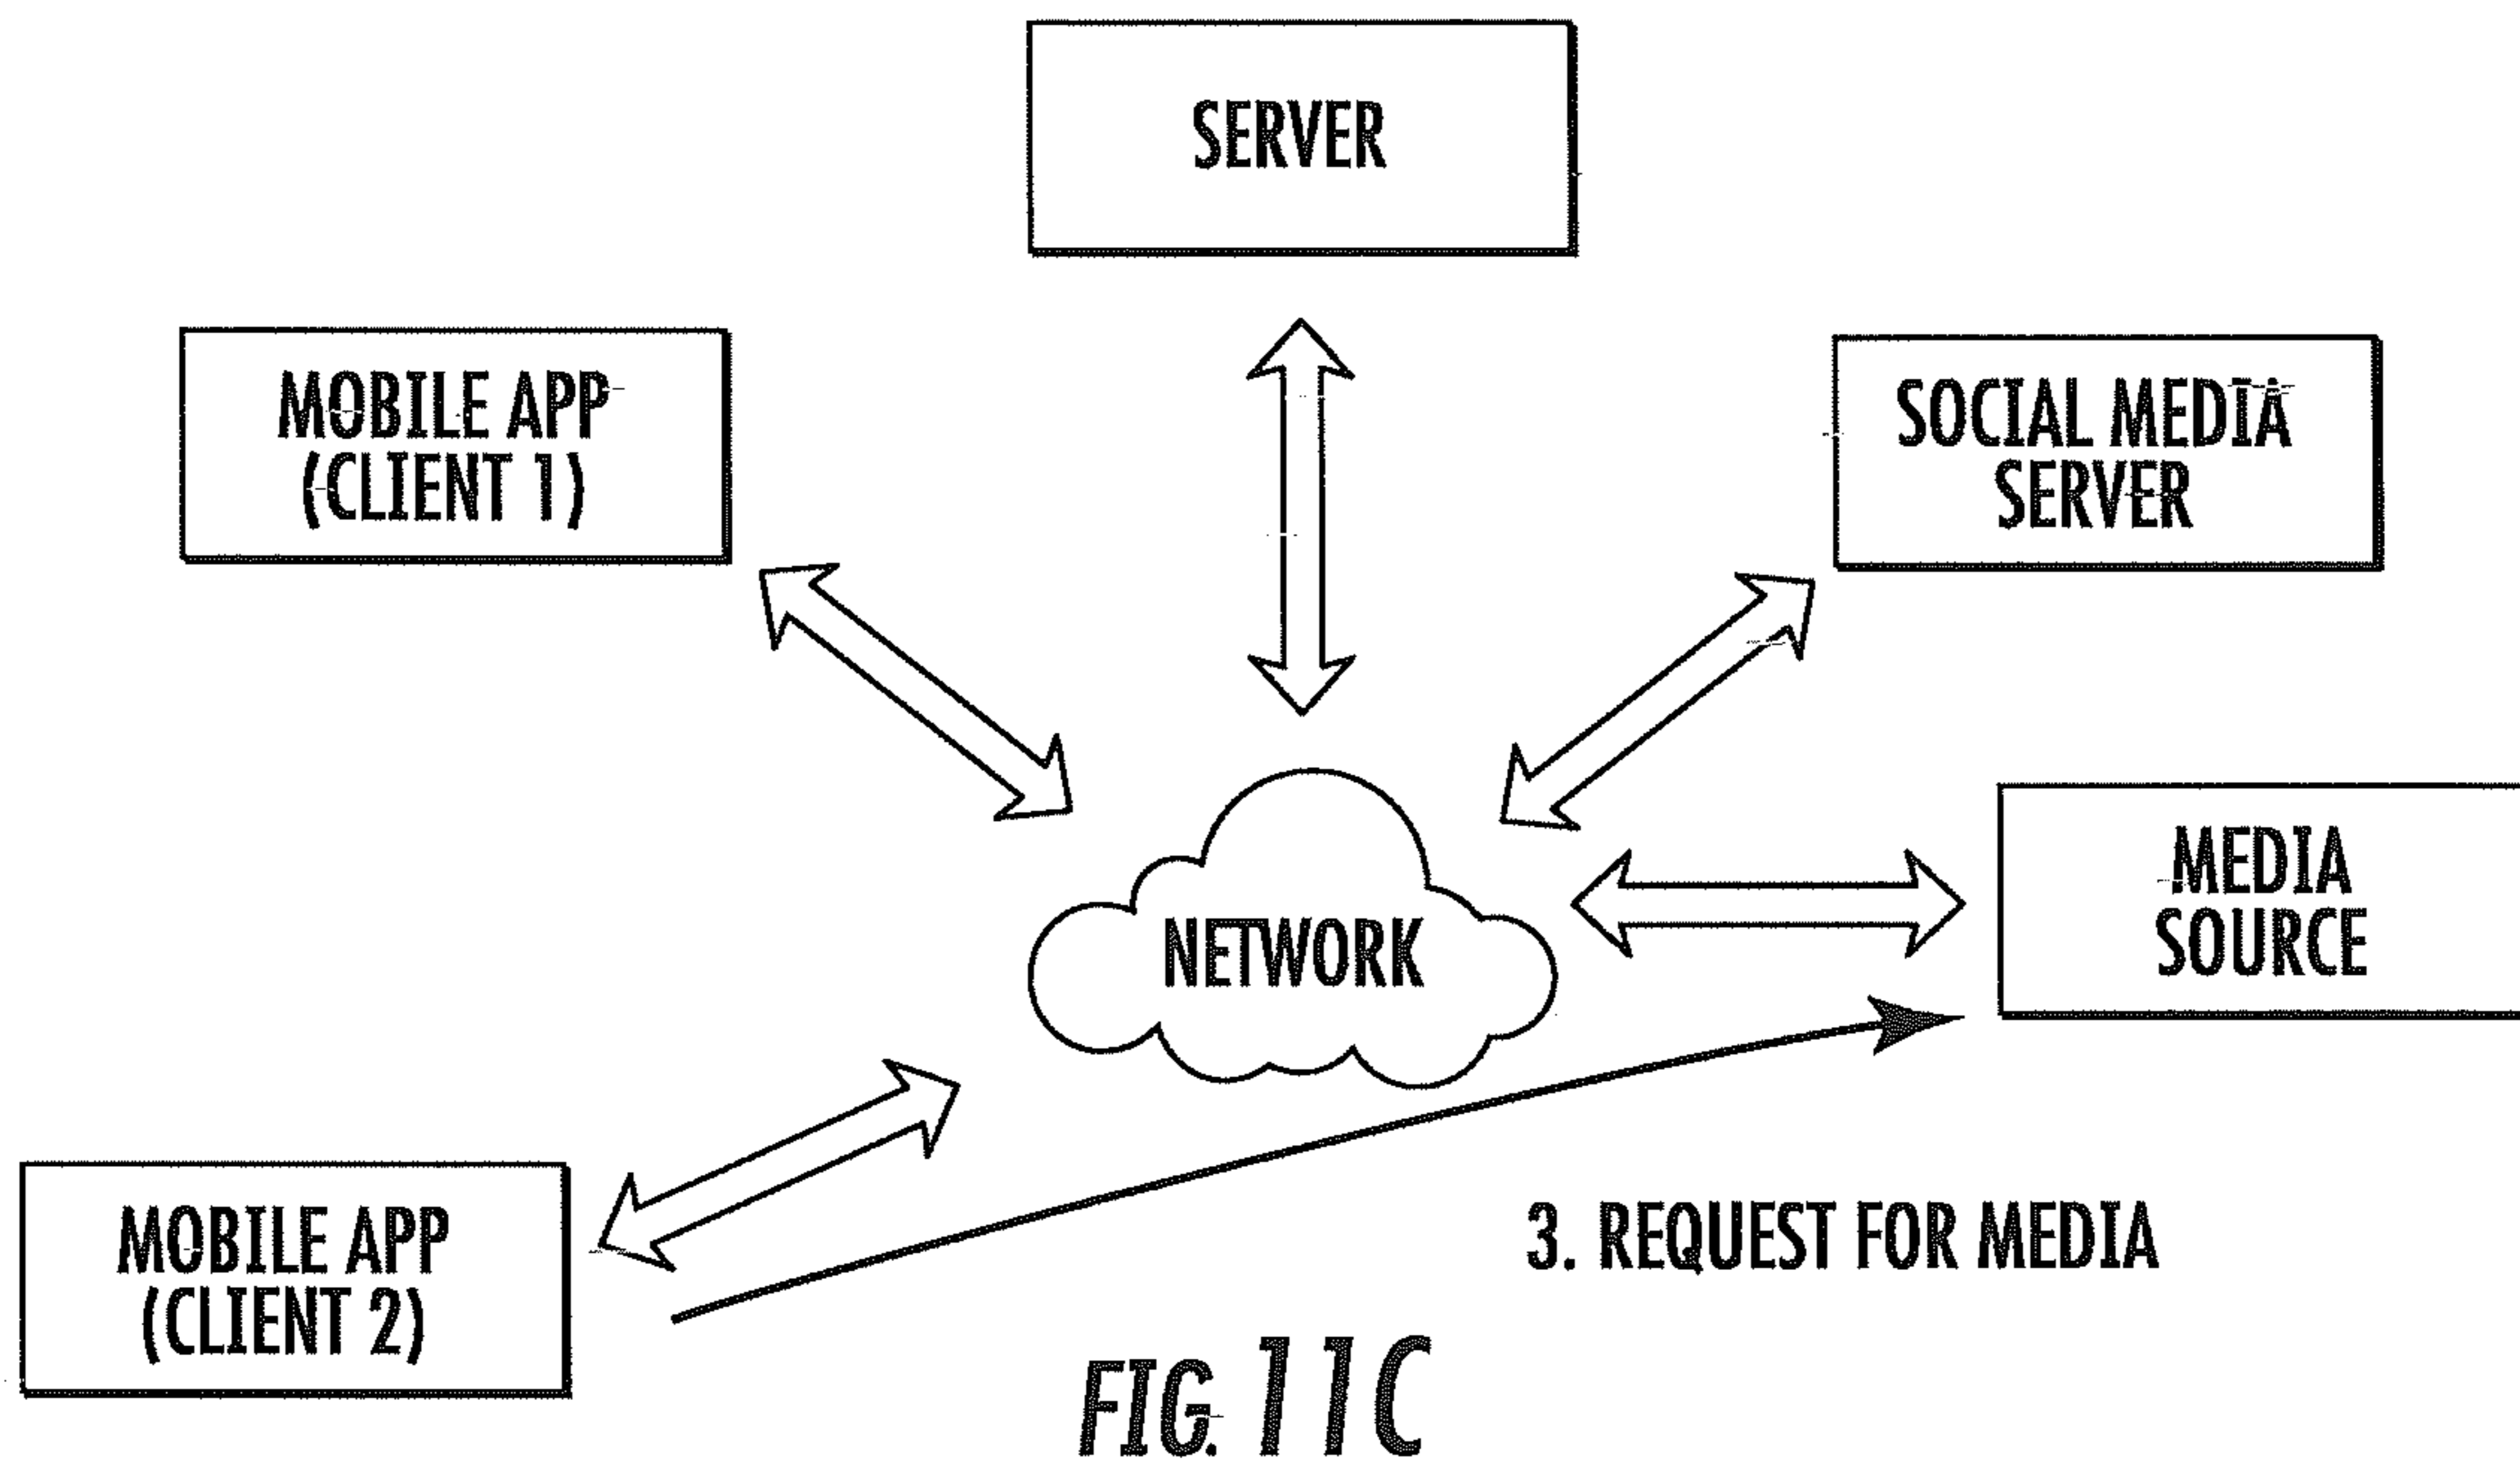 SERVER
MOBILE APP
(CLIENT 1)
SOCIAL MEDIA
SERVER
MEDIA
SOURCE
NETWORK
MOBILE APP
(CLIENT 2)
3. REQUEST FOR MEDIA
FIG. 11C